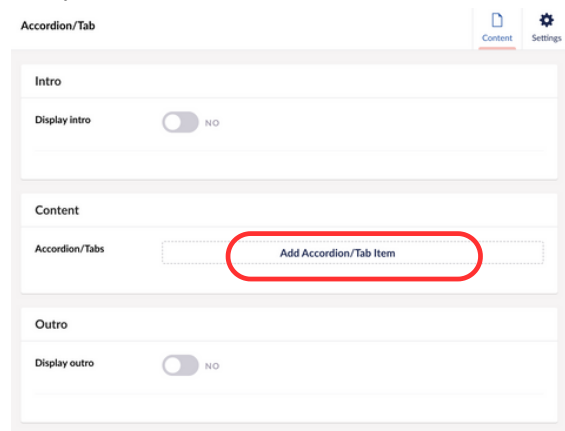 Accordion/Tab
Content
Settings
Intro
Display intro
NO
Content
Accordion/Tabs
Add Accordion/Tab Item
Outro
Display outro
NO